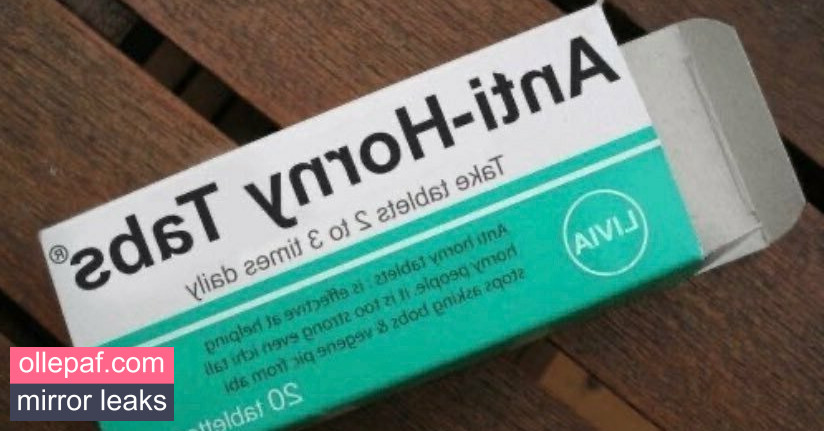 Anti-Horny Tabs®
Take tablets 2 to 3 times daily
LIVIA
Anti horny tablets . is effective at helping
horny people. it is too strong even ichi tali
stops asking bobs & vegene pic from abi
20 tablets
ollepaf.com
mirror leaks